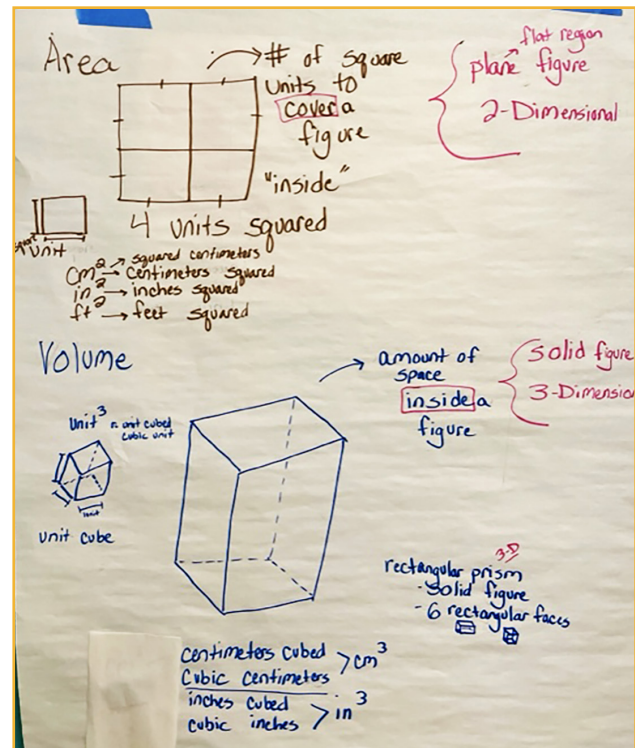 Area
# of square
units to
cover a
figure
"inside"
flat region
plane figure
2-Dimensional
4 units squared
unit
cm² → squared centimeters
→ centimeters squared
in² → inches squared
ft² → feet squared
Volume
amount of
space
inside a
figure
solid figure
3-Dimensio
Unit³
unit cubed
cubic unit
unit
unit cube
3-D
rectangular prism
- solid figure
- 6 rectangular faces
centimeters cubed
cubic centimeters > cm³
inches cubed
cubic inches > in³